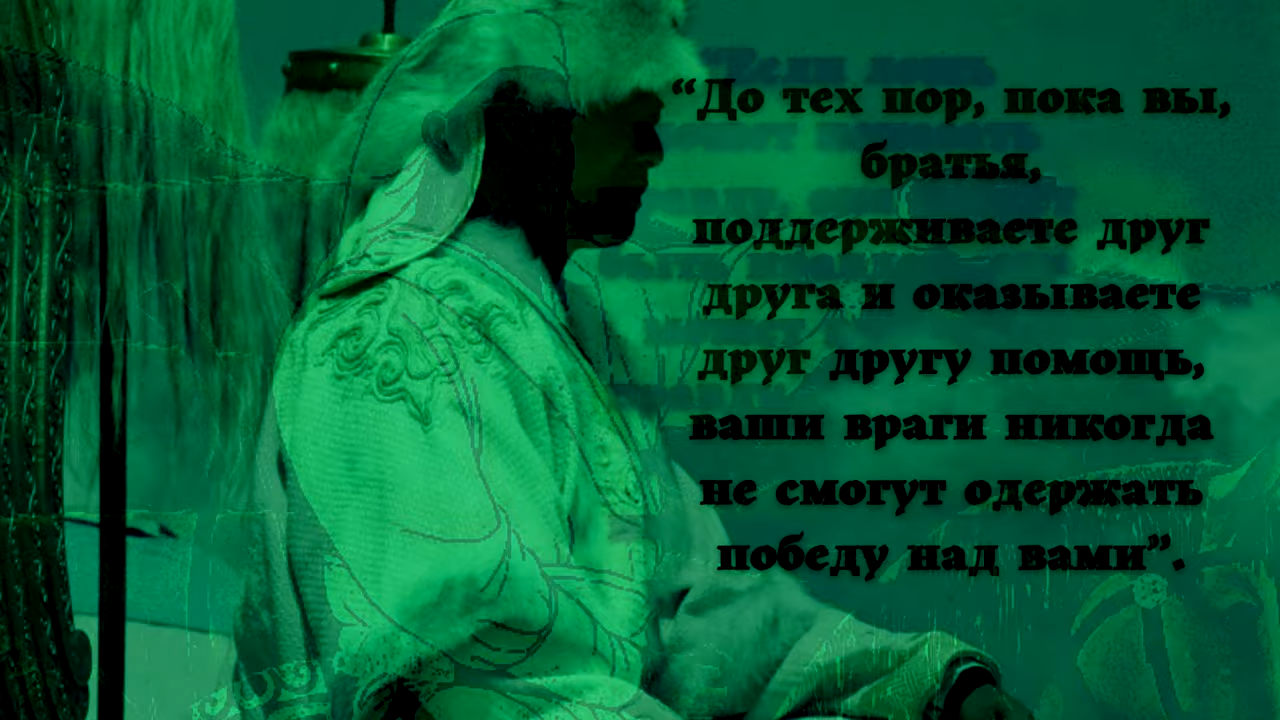 “До тех пор, пока вы,
братья,
поддерживаете друг
друга и оказываете
друг другу помощь,
ваши враги никогда
не смогут одержать
победу над вами”.